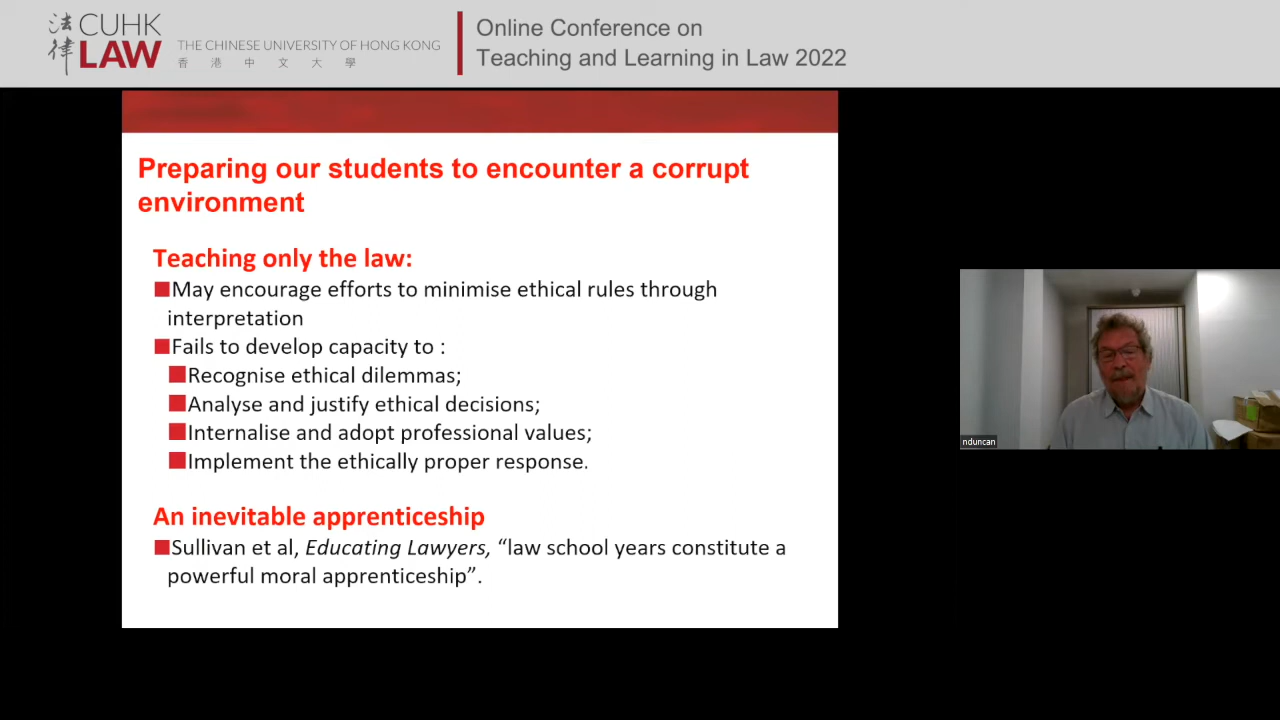 法律
CUHK
LAW
THE CHINESE UNIVERSITY OF HONG KONG
香港中文大學
Online Conference on
Teaching and Learning in Law 2022
Preparing our students to encounter a corrupt
environment
Teaching only the law:
■May encourage efforts to minimise ethical rules through
interpretation
■Fails to develop capacity to :
■Recognise ethical dilemmas;
■Analyse and justify ethical decisions;
■Internalise and adopt professional values;
■Implement the ethically proper response.
An inevitable apprenticeship
■Sullivan et al, Educating Lawyers, “law school years constitute a
powerful moral apprenticeship”.
nduncan